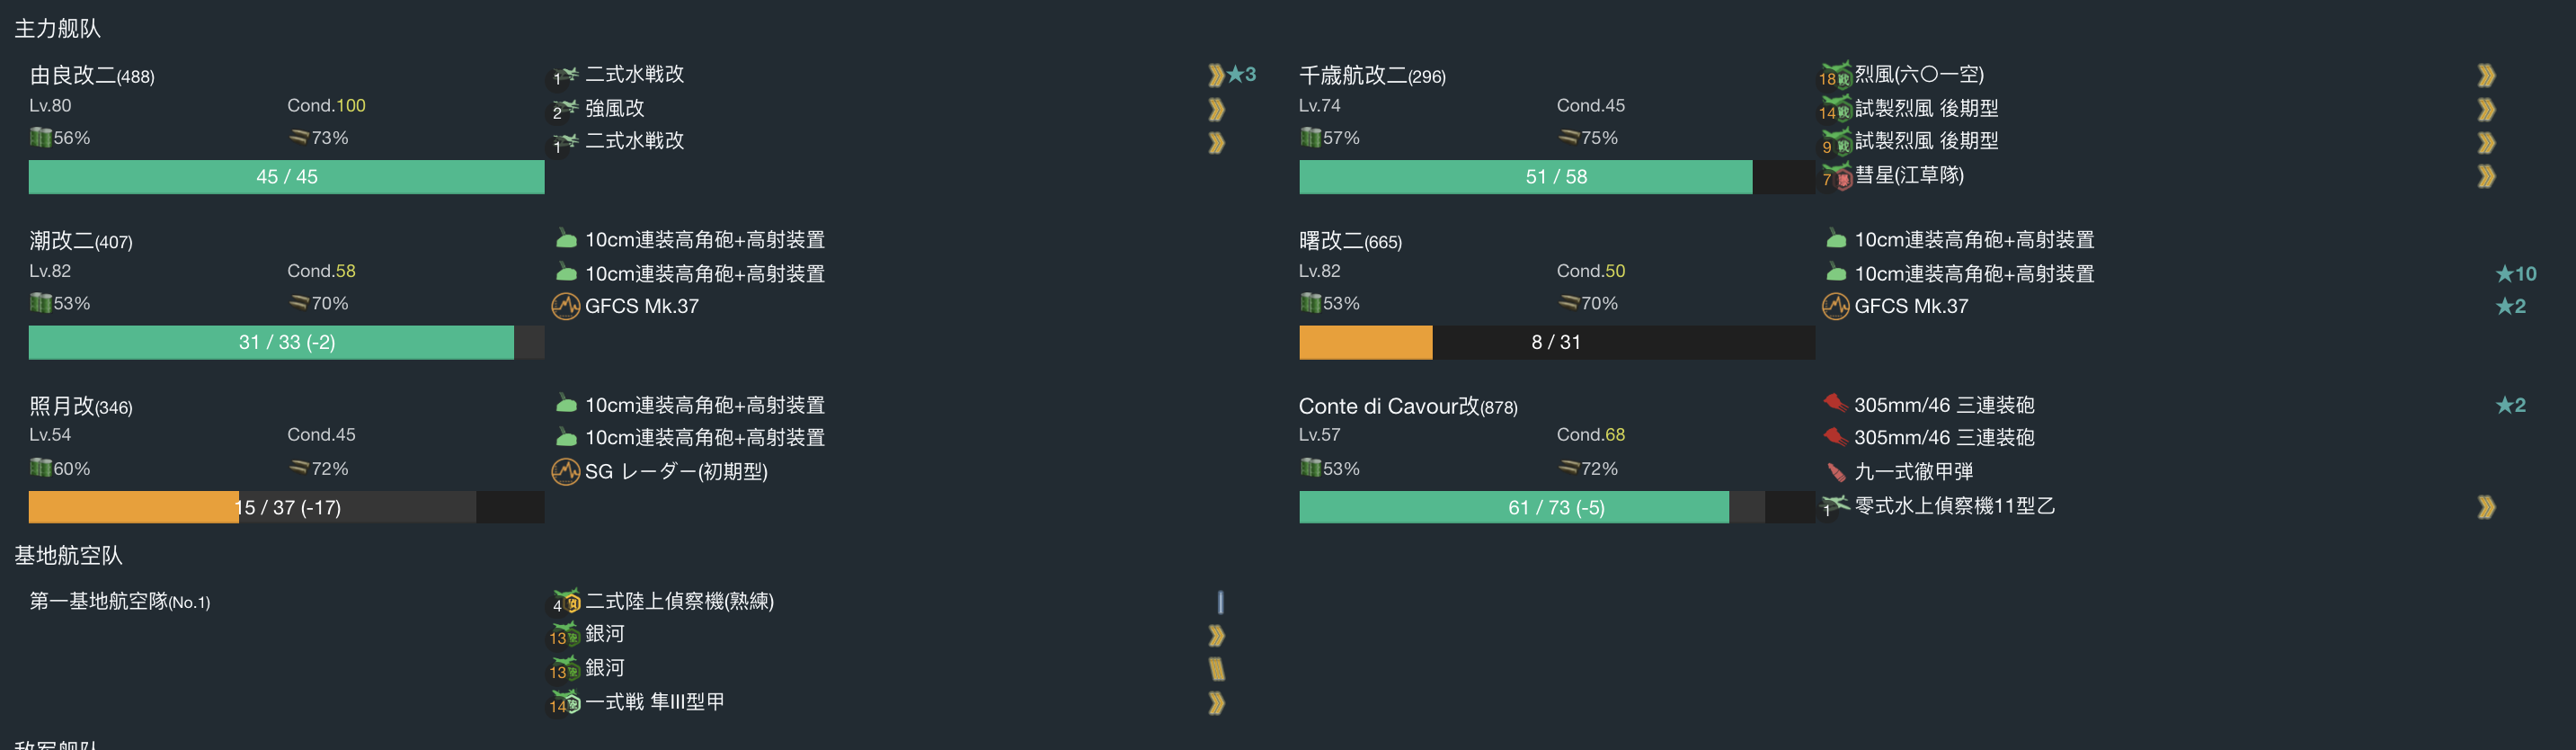 主力舰队
由良改二(488)
Lv.80 Cond.100
56% 73%
45 / 45
1 二式水戦改 ★3
2 強風改
1 二式水戦改
千歳航改二(296)
Lv.74 Cond.45
57% 75%
51 / 58
18 烈風(六〇一空)
14 試製烈風 後期型
9 試製烈風 後期型
7 彗星(江草隊)
潮改二(407)
Lv.82 Cond.58
53% 70%
31 / 33 (-2)
10cm連装高角砲+高射装置
10cm連装高角砲+高射装置
GFCS Mk.37
曙改二(665)
Lv.82 Cond.50
53% 70%
8 / 31
10cm連装高角砲+高射装置
10cm連装高角砲+高射装置 ★10
GFCS Mk.37 ★2
照月改(346)
Lv.54 Cond.45
60% 72%
15 / 37 (-17)
10cm連装高角砲+高射装置
10cm連装高角砲+高射装置
SG レーダー(初期型)
Conte di Cavour改(878)
Lv.57 Cond.68
53% 72%
61 / 73 (-5)
305mm/46 三連装砲 ★2
305mm/46 三連装砲
九一式徹甲弾
1 零式水上偵察機11型乙
基地航空队
第一基地航空隊(No.1)
4 二式陸上偵察機(熟練)
13 銀河
13 銀河
14 一式戦 隼III型甲
敌军舰队